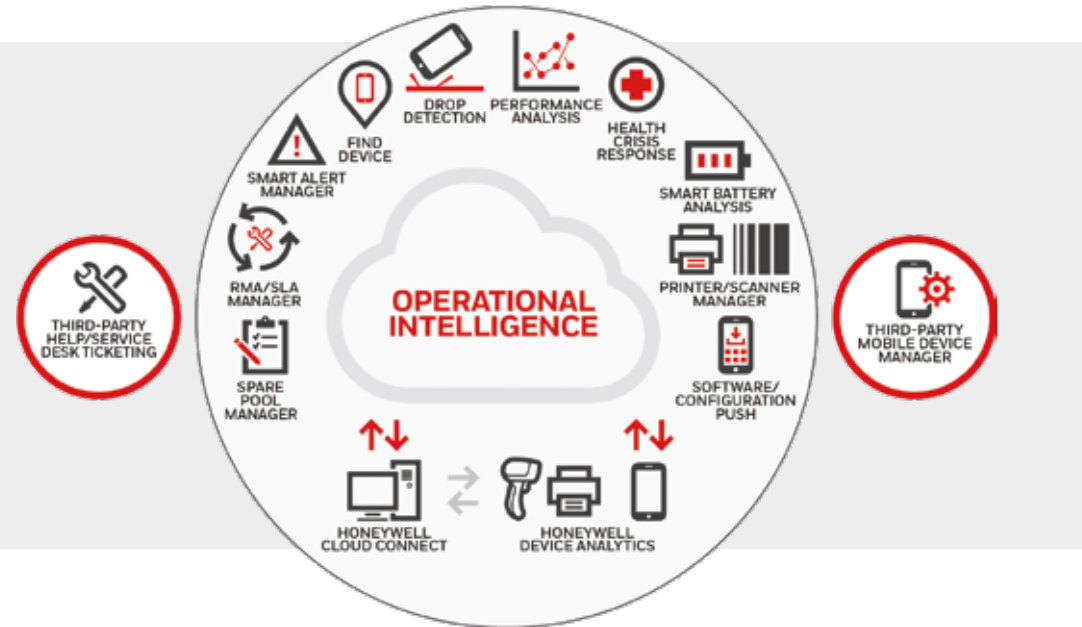 DROP
DETECTION
PERFORMANCE
ANALYSIS
FIND
DEVICE
HEALTH
CRISIS
RESPONSE
SMART ALERT
MANAGER
SMART BATTERY
ANALYSIS
RMA/SLA
MANAGER
OPERATIONAL
INTELLIGENCE
PRINTER/SCANNER
MANAGER
THIRD-PARTY
HELP/SERVICE
DESK TICKETING
THIRD-PARTY
MOBILE DEVICE
MANAGER
SPARE
POOL
MANAGER
SOFTWARE/
CONFIGURATION
PUSH
HONEYWELL
CLOUD CONNECT
HONEYWELL
DEVICE ANALYTICS